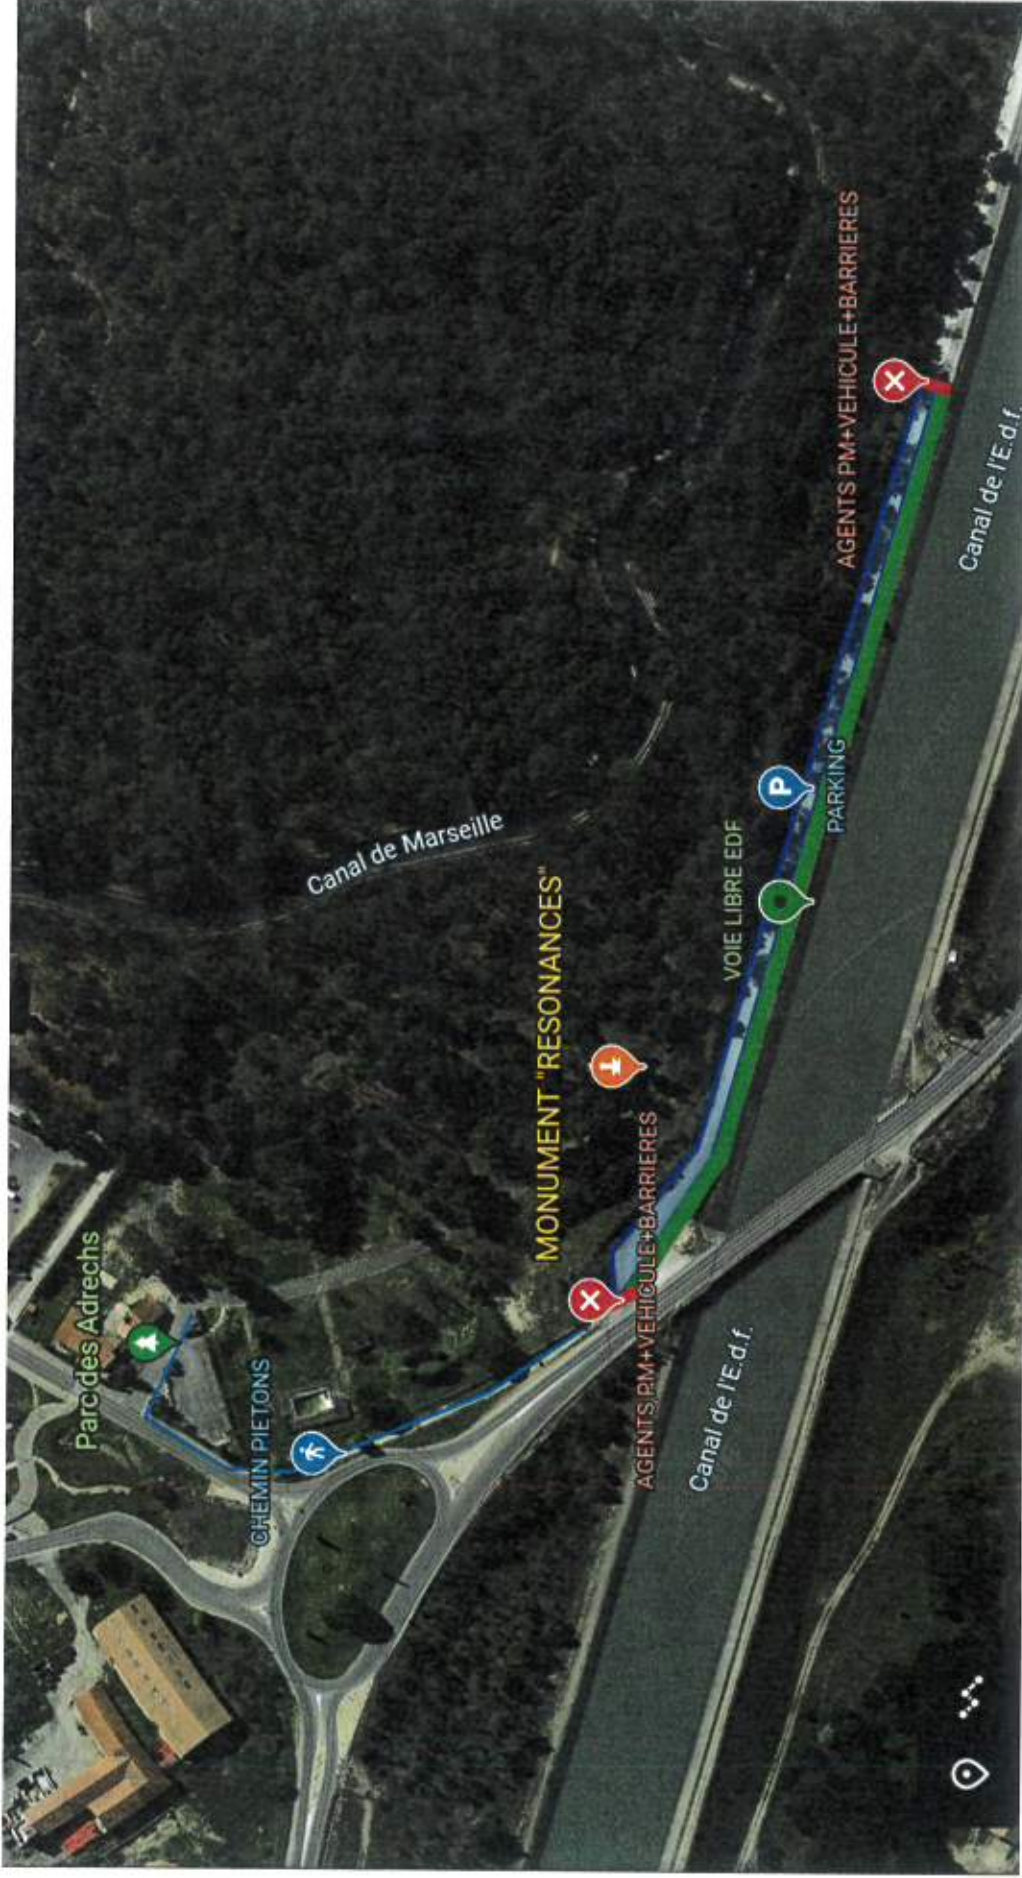 Parc des Adrechs
CHEMIN PIETONS
Canal de Marseille
MONUMENT "RESONANCES"
AGENTS PM+VEHICULE+BARRIERES
VOIE LIBRE EDF
P
PARKING
AGENTS PM+VEHICULE+BARRIERES
Canal de l'E.d.f.
Canal de l'E.d.f.